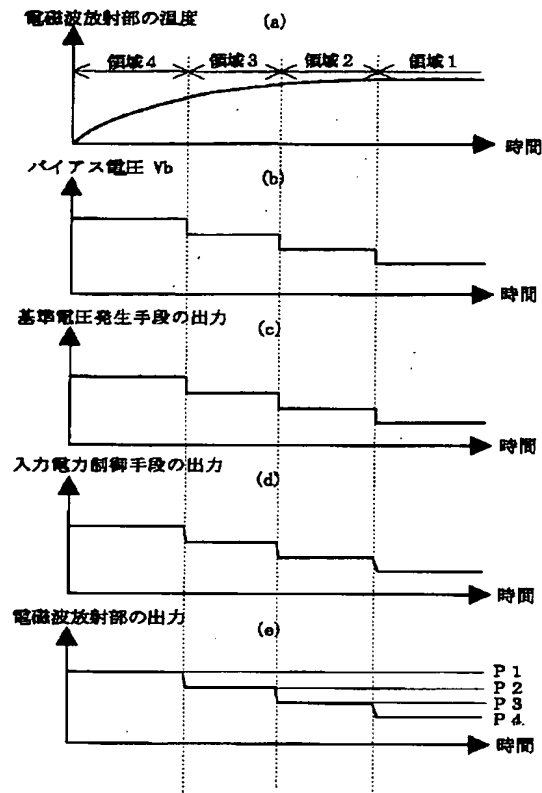 電磁波放射部の温度
(a)
領域4
領域3
領域2
領域1
時間
バイアス電圧 Vb
(b)
時間
基準電圧発生手段の出力
(c)
時間
入力電力制御手段の出力
(d)
時間
電磁波放射部の出力
(e)
P1
P2
P3
P4
時間